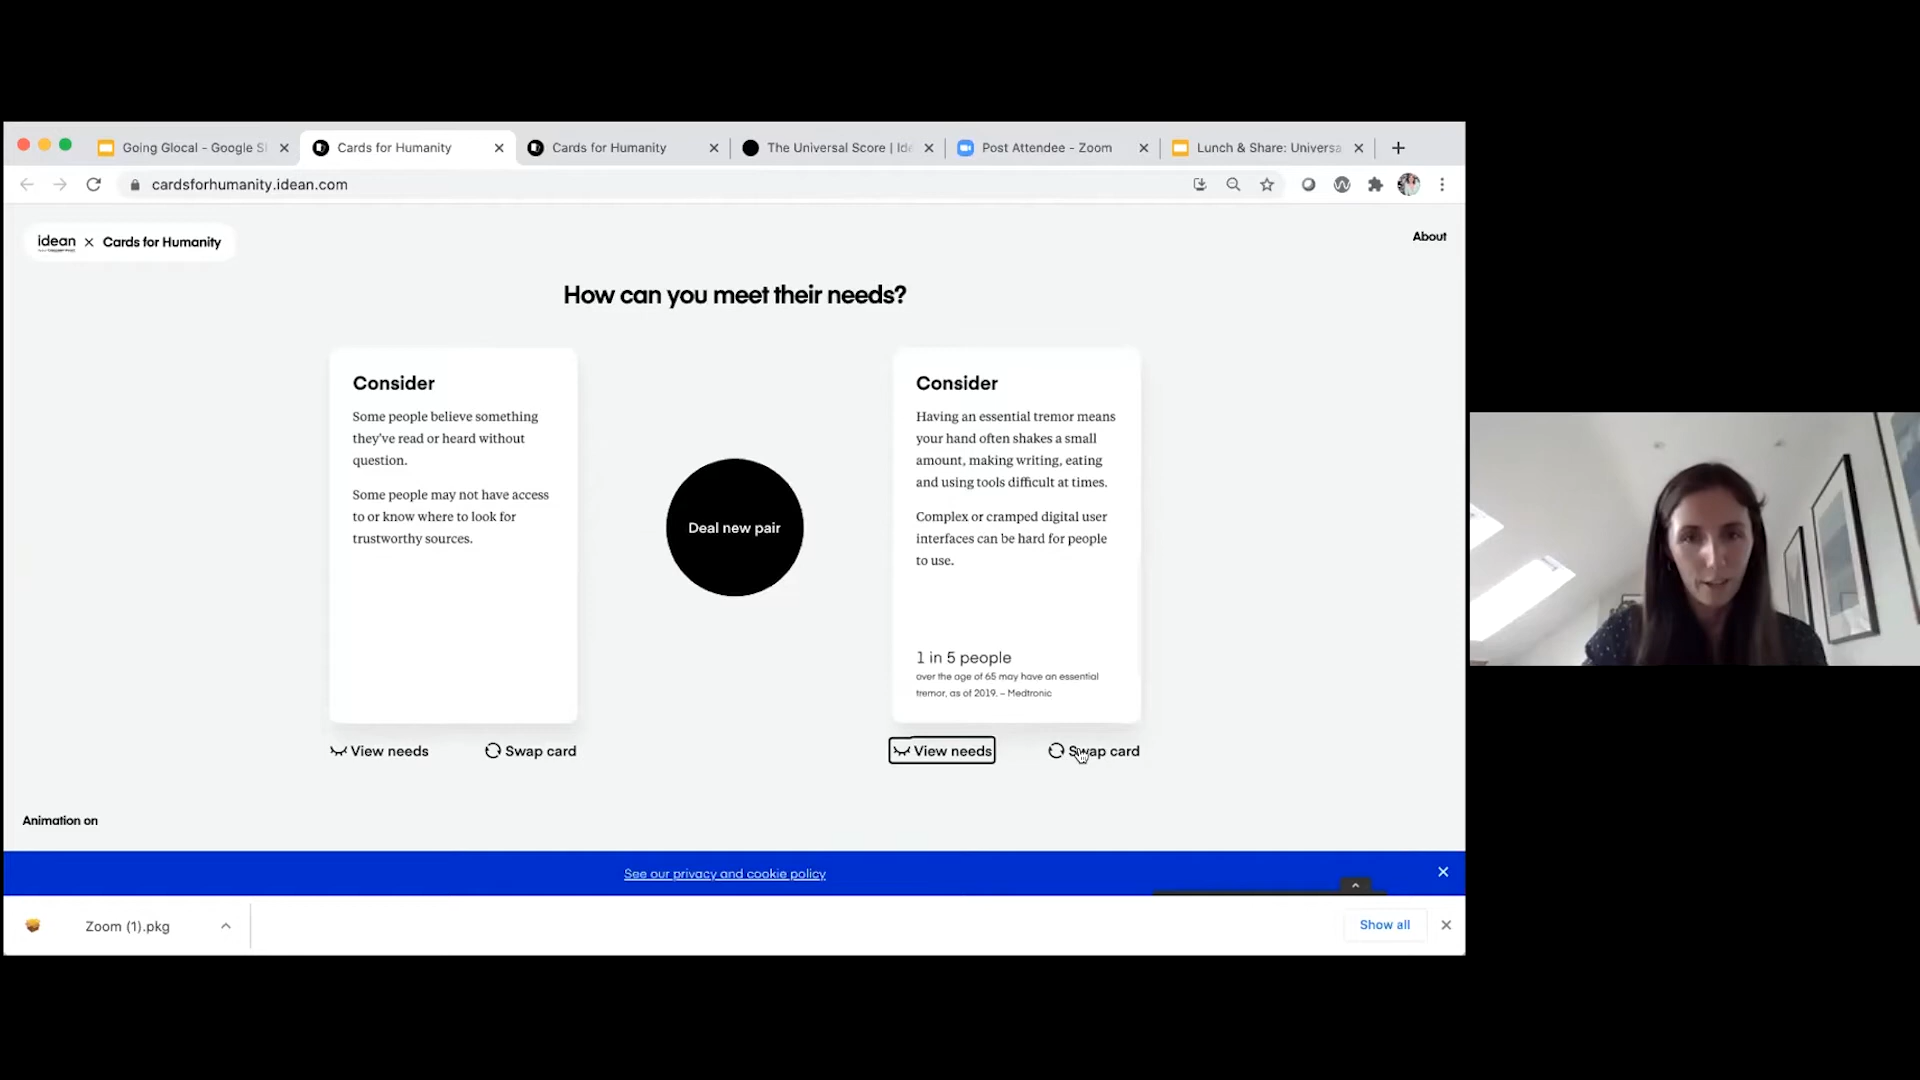 Going Glocal - Google Sl
Cards for Humanity
Cards for Humanity
The Universal Score | Ide
Post Attendee - Zoom
Lunch & Share: Universa
cardsforhumanity.idean.com
idean × Cards for Humanity
About
How can you meet their needs?
Consider
Some people believe something
they've read or heard without
question.
Some people may not have access
to or know where to look for
trustworthy sources.
View needs
Swap card
Deal new pair
Consider
Having an essential tremor means
your hand often shakes a small
amount, making writing, eating
and using tools difficult at times.
Complex or cramped digital user
interfaces can be hard for people
to use.
1 in 5 people
over the age of 65 may have an essential
tremor, as of 2019. – Medtronic
View needs
Swap card
Animation on
See our privacy and cookie policy
Zoom (1).pkg
Show all